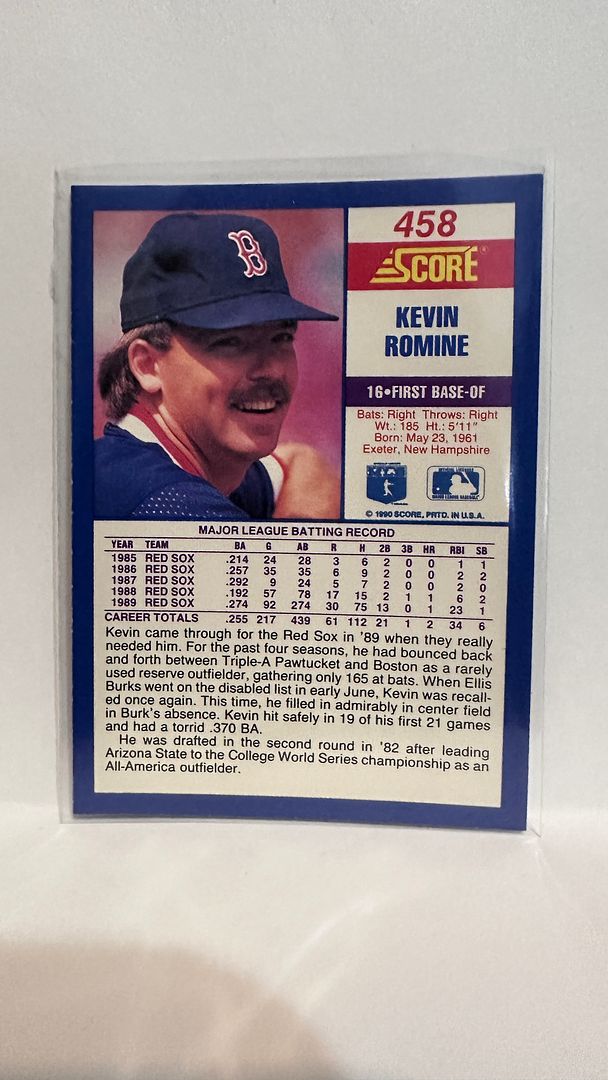 B
458
SCORE®
KEVIN
ROMINE
16•FIRST BASE-OF
Bats: Right Throws: Right
Wt.: 185 Ht.: 5'11"
Born: May 23, 1961
Exeter, New Hampshire
© 1990 SCORE, PRTD. IN U.S.A.
MAJOR LEAGUE BATTING RECORD
YEAR TEAM BA G AB R H 2B 3B HR RBI SB
1985 RED SOX .214 24 28 3 6 2 0 0 1 1
1986 RED SOX .257 35 35 6 9 2 0 0 2 2
1987 RED SOX .292 9 24 5 7 2 0 0 2 0
1988 RED SOX .192 57 78 17 15 2 1 1 6 2
1989 RED SOX .274 92 274 30 75 13 0 1 23 1
CAREER TOTALS .255 217 439 61 112 21 1 2 34 6
Kevin came through for the Red Sox in '89 when they really
needed him. For the past four seasons, he had bounced back
and forth between Triple-A Pawtucket and Boston as a rarely
used reserve outfielder, gathering only 165 at bats. When Ellis
Burks went on the disabled list in early June, Kevin was recall-
ed once again. This time, he filled in admirably in center field
in Burk's absence. Kevin hit safely in 19 of his first 21 games
and had a torrid .370 BA.
He was drafted in the second round in '82 after leading
Arizona State to the College World Series championship as an
All-America outfielder.